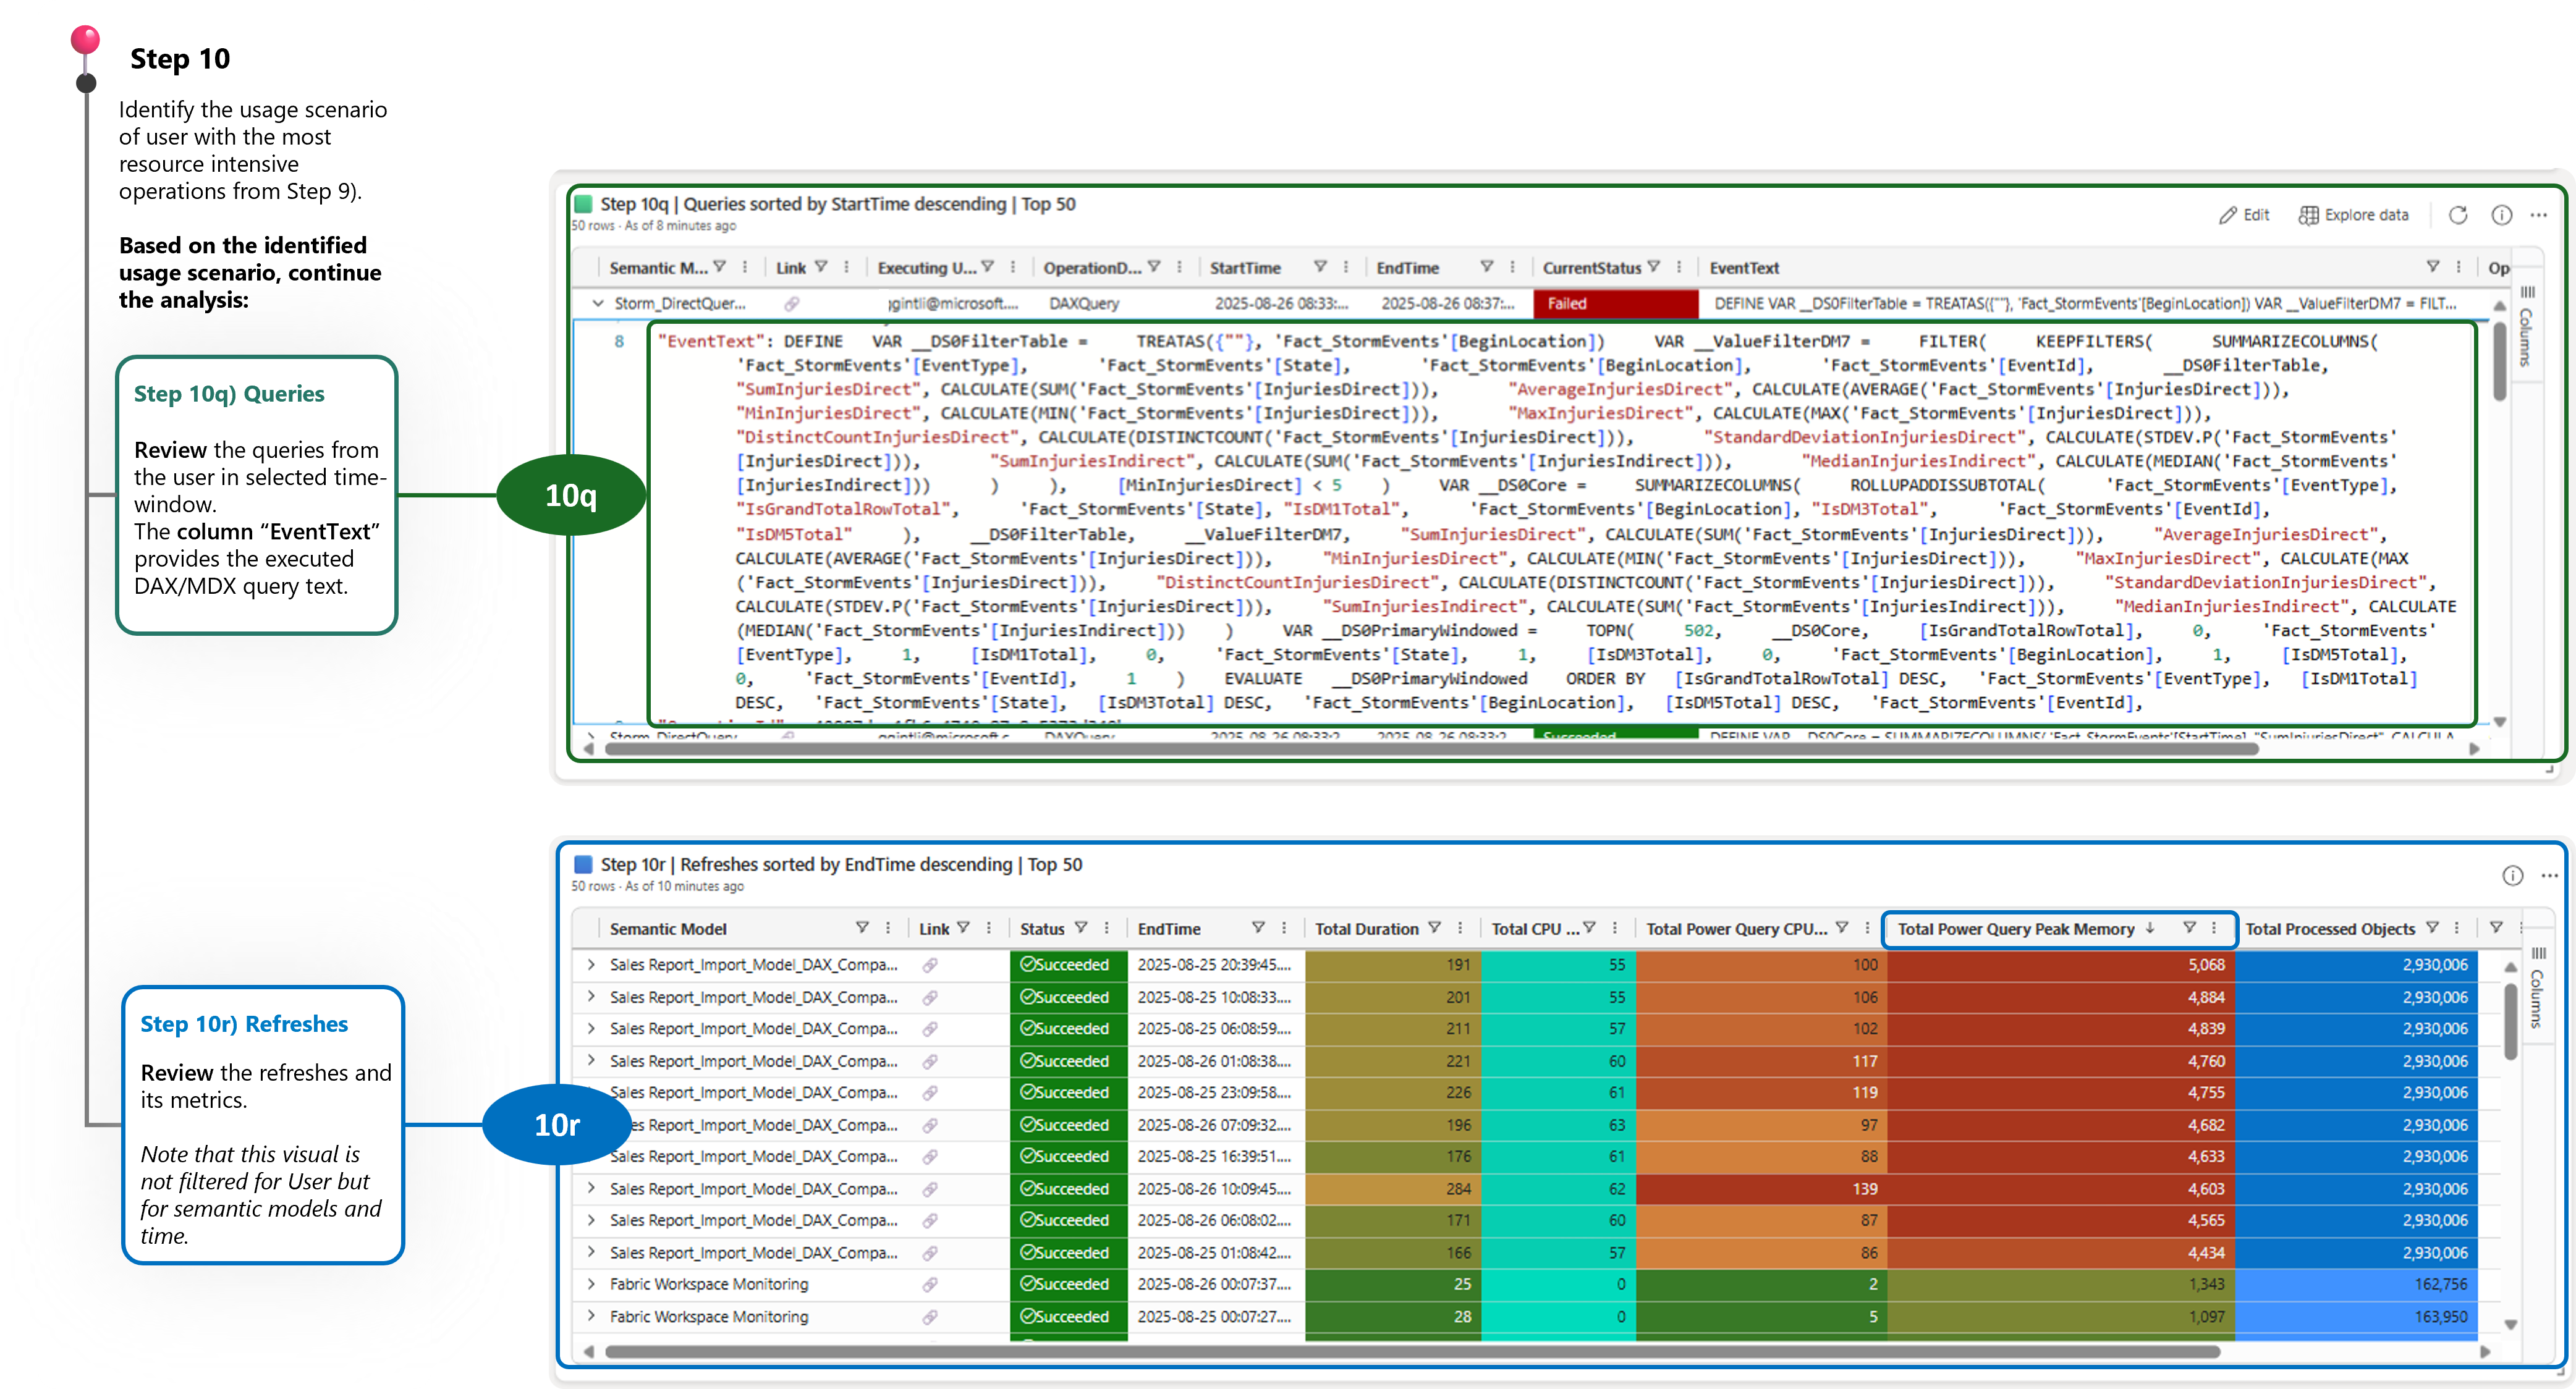 Step 10
Identify the usage scenario
of user with the most
resource intensive
operations from Step 9).
Based on the identified
usage scenario, continue
the analysis:
Step 10q) Queries
Review the queries from
the user in selected time-
window.
The column “EventText”
provides the executed
DAX/MDX query text.
10q
Step 10q | Queries sorted by StartTime descending | Top 50
50 rows · As of 8 minutes ago
Edit Explore data
Semantic M... Link Executing U... OperationD... StartTime EndTime CurrentStatus EventText Op
Storm_DirectQuer... gintli@microsoft.... DAXQuery 2025-08-26 08:33:... 2025-08-26 08:37:... Failed DEFINE VAR __DS0FilterTable = TREATAS({""}, 'Fact_StormEvents'[BeginLocation]) VAR __ValueFilterDM7 = FILT...
8 "EventText": DEFINE VAR __DS0FilterTable = TREATAS({""}, 'Fact_StormEvents'[BeginLocation]) VAR __ValueFilterDM7 = FILTER( KEEPFILTERS( SUMMARIZECOLUMNS(
'Fact_StormEvents'[EventType], 'Fact_StormEvents'[State], 'Fact_StormEvents'[BeginLocation], 'Fact_StormEvents'[EventId], __DS0FilterTable,
"SumInjuriesDirect", CALCULATE(SUM('Fact_StormEvents'[InjuriesDirect])), "AverageInjuriesDirect", CALCULATE(AVERAGE('Fact_StormEvents'[InjuriesDirect])),
"MinInjuriesDirect", CALCULATE(MIN('Fact_StormEvents'[InjuriesDirect])), "MaxInjuriesDirect", CALCULATE(MAX('Fact_StormEvents'[InjuriesDirect])),
"DistinctCountInjuriesDirect", CALCULATE(DISTINCTCOUNT('Fact_StormEvents'[InjuriesDirect])), "StandardDeviationInjuriesDirect", CALCULATE(STDEV.P('Fact_StormEvents'
[InjuriesDirect])), "SumInjuriesIndirect", CALCULATE(SUM('Fact_StormEvents'[InjuriesIndirect])), "MedianInjuriesIndirect", CALCULATE(MEDIAN('Fact_StormEvents'
[InjuriesIndirect])) ) ), [MinInjuriesDirect] < 5 ) VAR __DS0Core = SUMMARIZECOLUMNS( ROLLUPADDISSUBTOTAL( 'Fact_StormEvents'[EventType],
"IsGrandTotalRowTotal", 'Fact_StormEvents'[State], "IsDM1Total", 'Fact_StormEvents'[BeginLocation], "IsDM3Total", 'Fact_StormEvents'[EventId],
"IsDM5Total" ), __DS0FilterTable, __ValueFilterDM7, "SumInjuriesDirect", CALCULATE(SUM('Fact_StormEvents'[InjuriesDirect])), "AverageInjuriesDirect",
CALCULATE(AVERAGE('Fact_StormEvents'[InjuriesDirect])), "MinInjuriesDirect", CALCULATE(MIN('Fact_StormEvents'[InjuriesDirect])), "MaxInjuriesDirect", CALCULATE(MAX
('Fact_StormEvents'[InjuriesDirect])), "DistinctCountInjuriesDirect", CALCULATE(DISTINCTCOUNT('Fact_StormEvents'[InjuriesDirect])), "StandardDeviationInjuriesDirect",
CALCULATE(STDEV.P('Fact_StormEvents'[InjuriesDirect])), "SumInjuriesIndirect", CALCULATE(SUM('Fact_StormEvents'[InjuriesIndirect])), "MedianInjuriesIndirect", CALCULATE
(MEDIAN('Fact_StormEvents'[InjuriesIndirect])) ) VAR __DS0PrimaryWindowed = TOPN( 502, __DS0Core, [IsGrandTotalRowTotal], 0, 'Fact_StormEvents'
[EventType], 1, [IsDM1Total], 0, 'Fact_StormEvents'[State], 1, [IsDM3Total], 0, 'Fact_StormEvents'[BeginLocation], 1, [IsDM5Total],
0, 'Fact_StormEvents'[EventId], 1 ) EVALUATE __DS0PrimaryWindowed ORDER BY [IsGrandTotalRowTotal] DESC, 'Fact_StormEvents'[EventType], [IsDM1Total]
DESC, 'Fact_StormEvents'[State], [IsDM3Total] DESC, 'Fact_StormEvents'[BeginLocation], [IsDM5Total] DESC, 'Fact_StormEvents'[EventId],
Columns
Step 10r) Refreshes
Review the refreshes and
its metrics.
Note that this visual is
not filtered for User but
for semantic models and
time.
10r
Step 10r | Refreshes sorted by EndTime descending | Top 50
50 rows · As of 10 minutes ago
Semantic Model Link Status EndTime Total Duration Total CPU ... Total Power Query CPU... Total Power Query Peak Memory Total Processed Objects
Sales Report_Import_Model_DAX_Compa... Succeeded 2025-08-25 20:39:45.... 191 55 100 5,068 2,930,006
Sales Report_Import_Model_DAX_Compa... Succeeded 2025-08-25 10:08:33.... 201 55 106 4,884 2,930,006
Sales Report_Import_Model_DAX_Compa... Succeeded 2025-08-25 06:08:59.... 211 57 102 4,839 2,930,006
Sales Report_Import_Model_DAX_Compa... Succeeded 2025-08-26 01:08:38.... 221 60 117 4,760 2,930,006
Sales Report_Import_Model_DAX_Compa... Succeeded 2025-08-25 23:09:58.... 226 61 119 4,755 2,930,006
es Report_Import_Model_DAX_Compa... Succeeded 2025-08-26 07:09:32.... 196 63 97 4,682 2,930,006
Sales Report_Import_Model_DAX_Compa... Succeeded 2025-08-25 16:39:51.... 176 61 88 4,633 2,930,006
Sales Report_Import_Model_DAX_Compa... Succeeded 2025-08-26 10:09:45.... 284 62 139 4,603 2,930,006
Sales Report_Import_Model_DAX_Compa... Succeeded 2025-08-26 06:08:02.... 171 60 87 4,565 2,930,006
Sales Report_Import_Model_DAX_Compa... Succeeded 2025-08-25 01:08:42.... 166 57 86 4,434 2,930,006
Fabric Workspace Monitoring Succeeded 2025-08-26 00:07:37.... 25 0 2 1,343 162,756
Fabric Workspace Monitoring Succeeded 2025-08-25 00:07:27.... 28 0 5 1,097 163,950
Columns